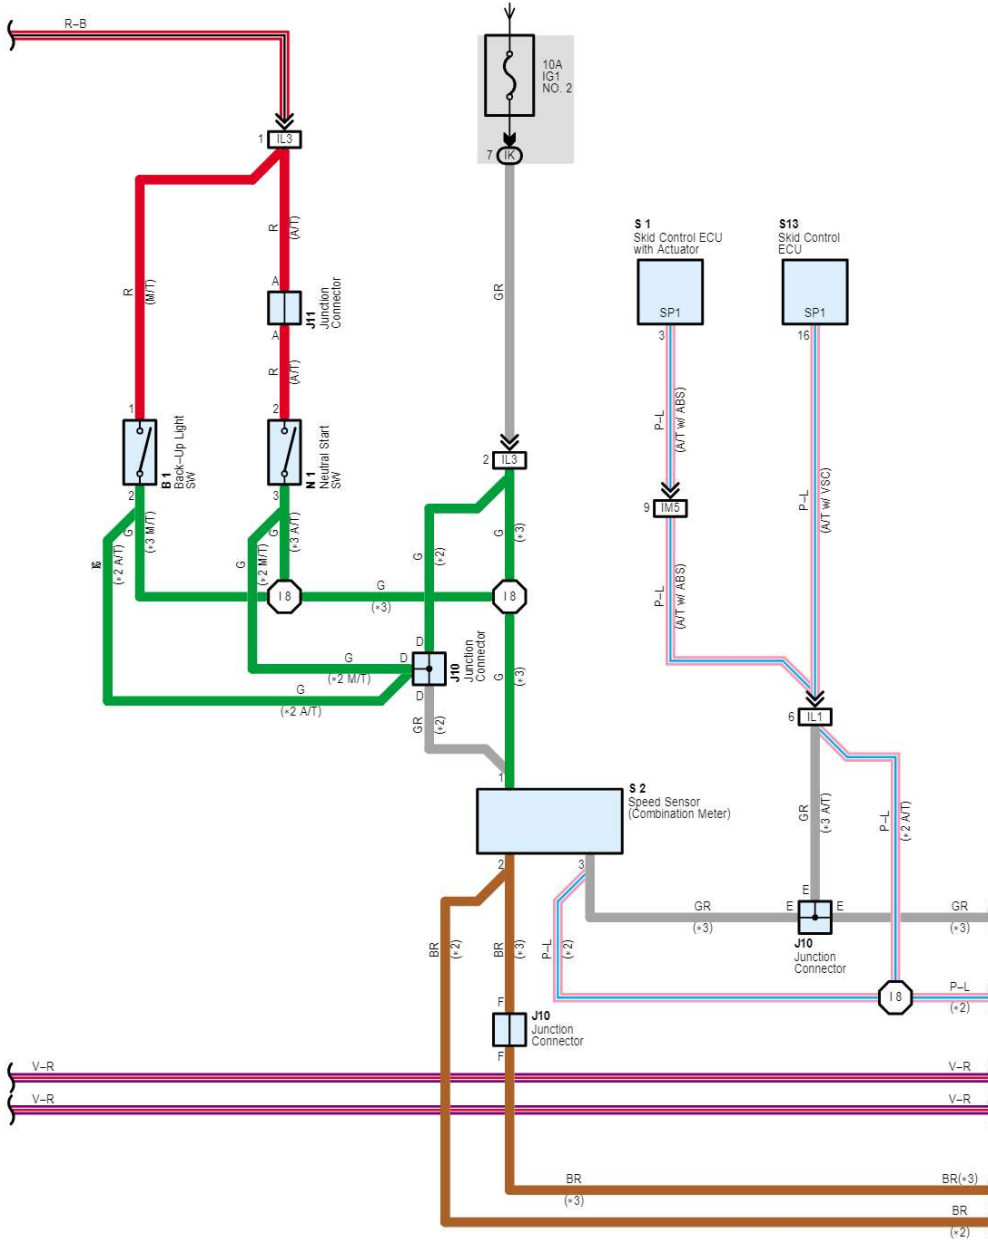 R–B
10A
IG1
NO. 2
1 IL3
7 IK
R
(A/T)
R
(M/T)
A
J11
Junction
Connector
A
GR
R
(A/T)
S 1
Skid Control ECU
with Actuator
SP1
3
S13
Skid Control
ECU
SP1
16
P–L
(A/T w/ ABS)
P–L
(A/T w/ VSC)
1
B 1
Back–Up Light
SW
2
2
N 1
Neutral Start
SW
3
2 IL3
9 IM5
G
(*3 M/T)
(*2 A/T)
G
(*3 A/T)
G
(*2 M/T)
G
(*2)
G
(*3)
P–L
(A/T w/ ABS)
I 8
G
(*3)
I 8
D
D
J10
Junction
Connector
D
G
(*2 M/T)
G
(*2 A/T)
G
(*3)
GR
(*2)
6 IL1
1
S 2
Speed Sensor
(Combination Meter)
2
3
GR
(*3 A/T)
P–L
(*2 A/T)
E
E
E
J10
Junction
Connector
GR
(*3)
GR
(*3)
BR
(*2)
BR
(*3)
P–L
(*2)
I 8
P–L
(*2)
F
J10
Junction
Connector
F
V–R
V–R
V–R
V–R
BR
(*3)
BR(*3)
BR
(*2)